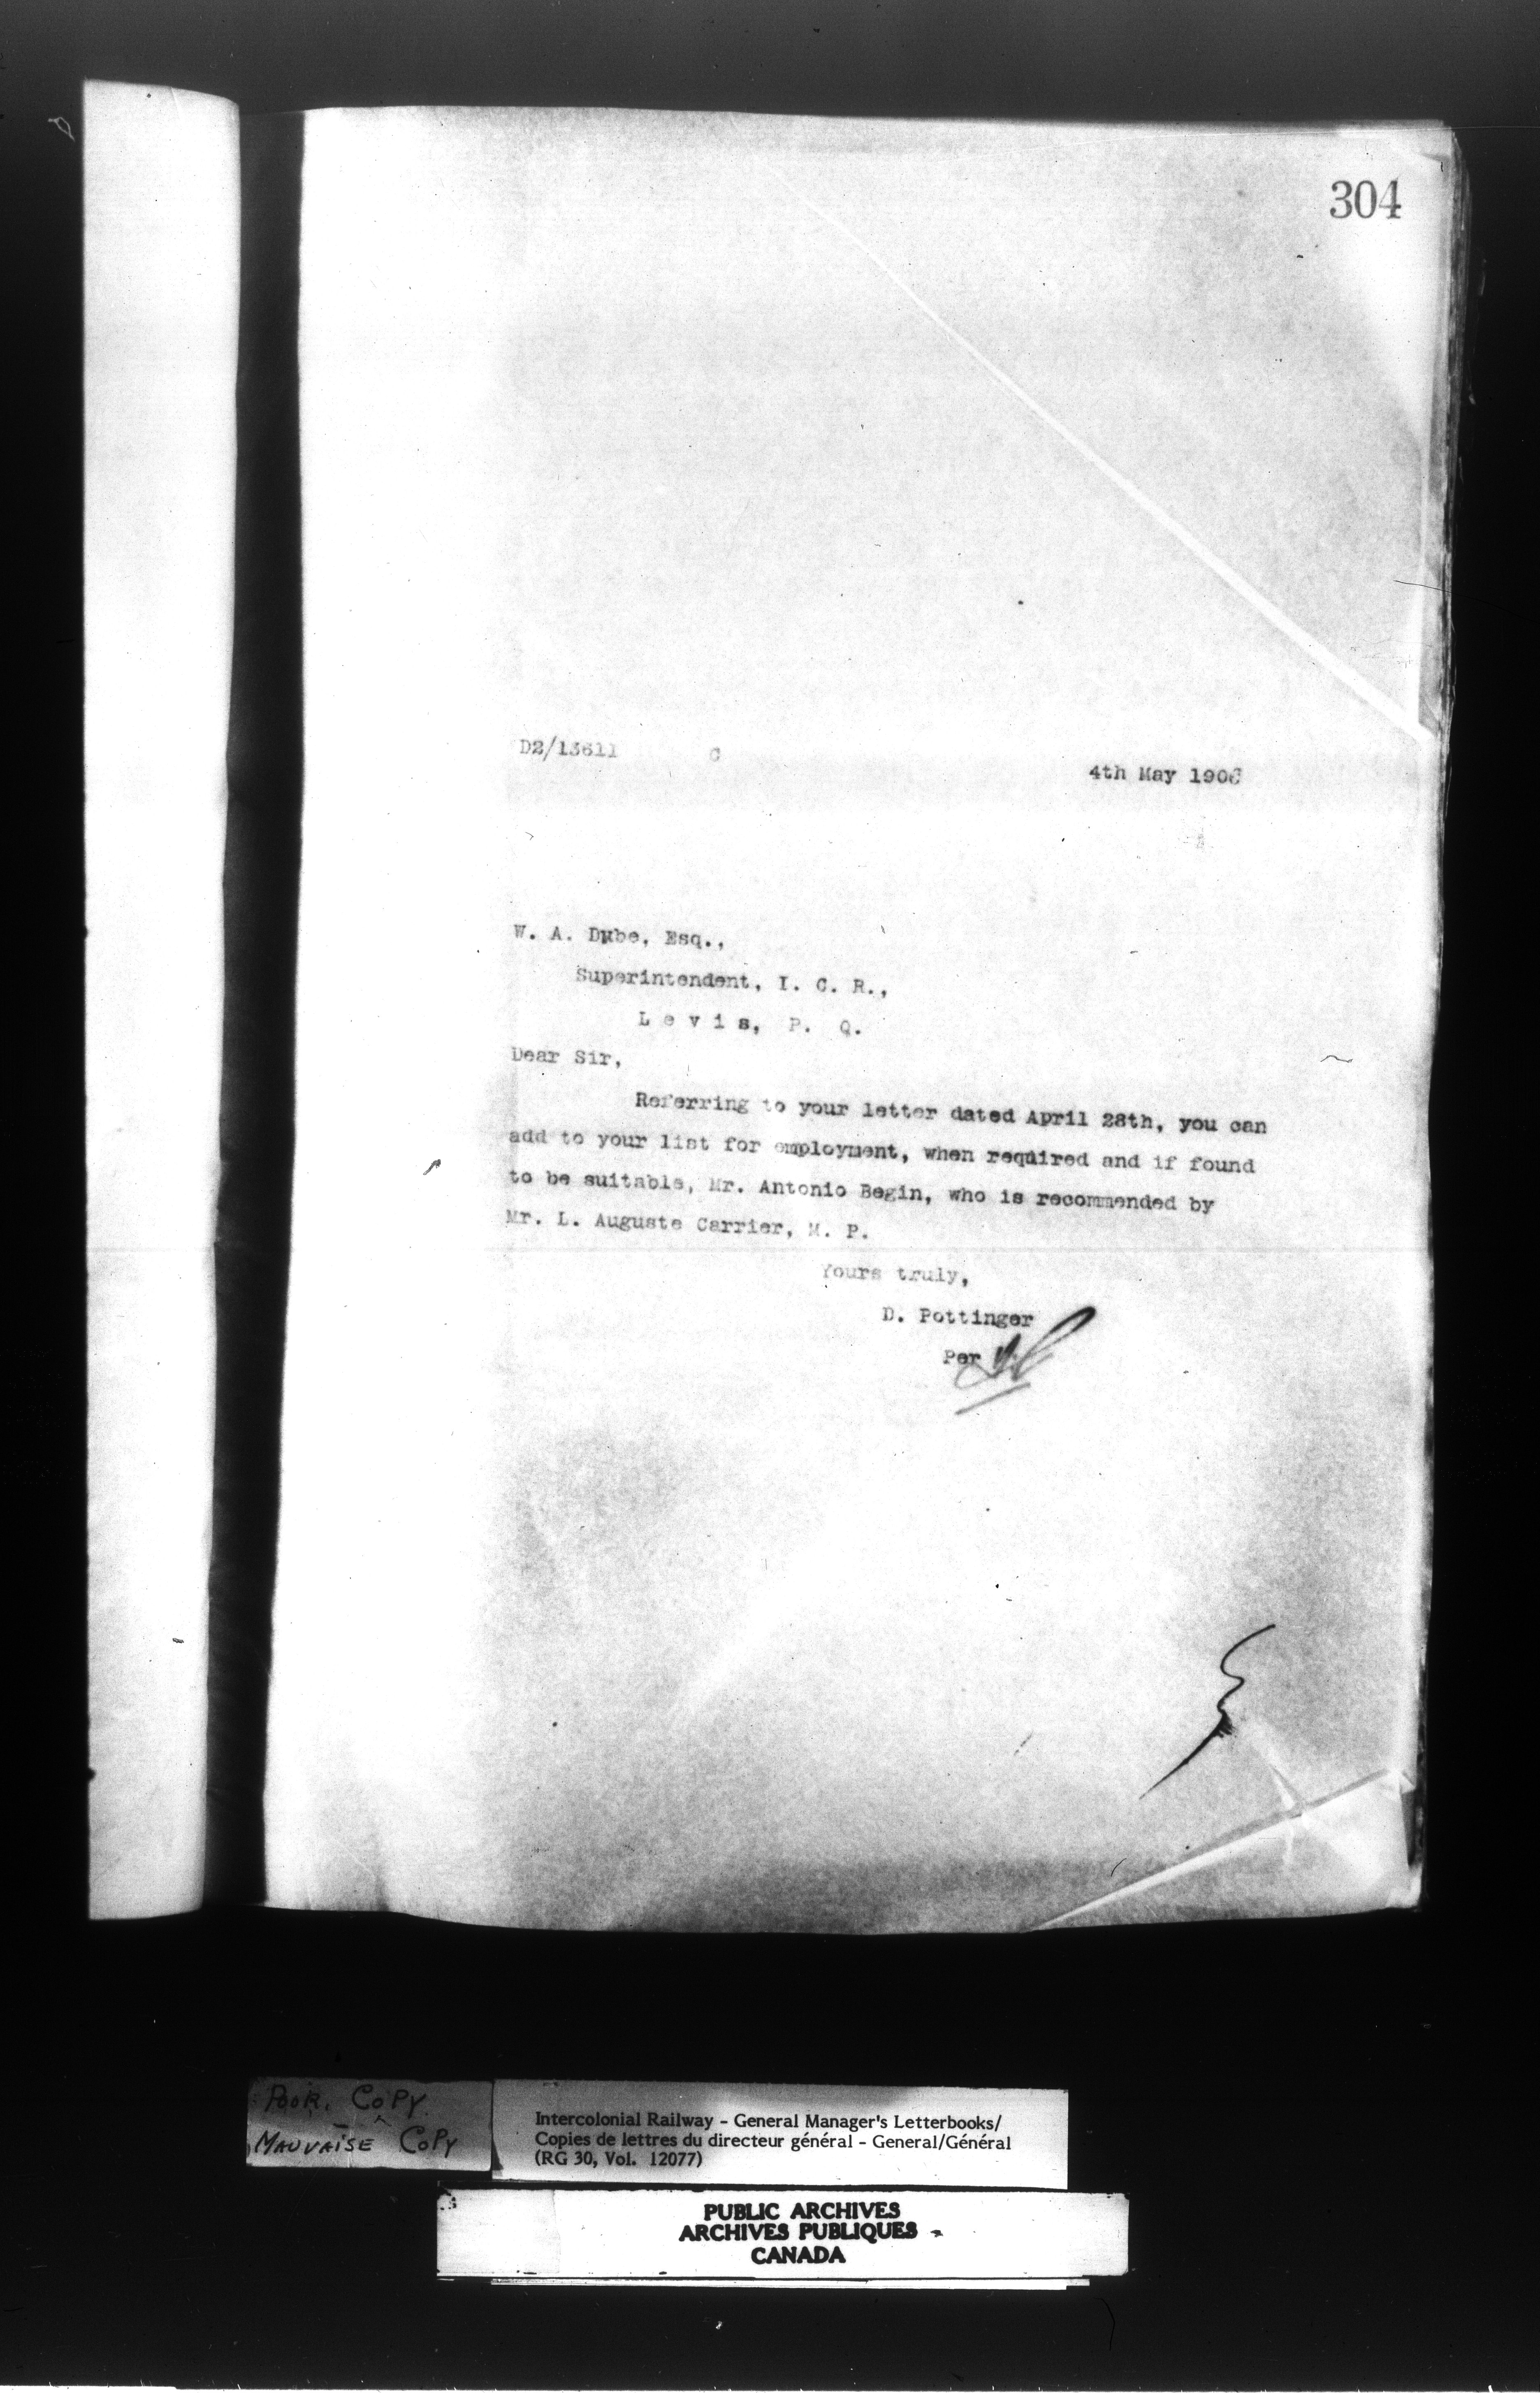 304
D2/13611 C
4th May 1906
W. A. Dube, Esq.,
Superintendent, I. C. R.,
L e v i s, P. Q.
Dear Sir,
Referring to your letter dated April 28th, you can
add to your list for employment, when required and if found
to be suitable, Mr. Antonio Begin, who is recommended by
Mr. L. Auguste Carrier, M. P.
Yours truly,
D. Pottinger
Per
POOR. COPY.
MAUVAISE COPY
Intercolonial Railway - General Manager's Letterbooks/
Copies de lettres du directeur général - General/Général
(RG 30, Vol. 12077)
PUBLIC ARCHIVES
ARCHIVES PUBLIQUES
CANADA